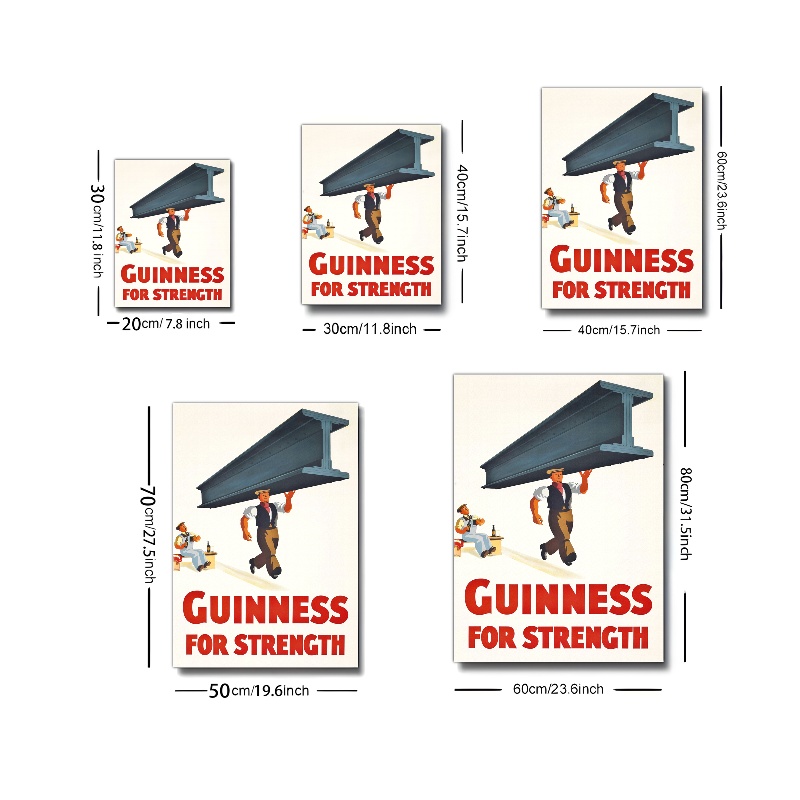 GUINNESS
FOR STRENGTH
30cm/11.8 inch
20cm/ 7.8 inch
GUINNESS
FOR STRENGTH
40cm/15.7inch
30cm/11.8inch
GUINNESS
FOR STRENGTH
60cm/23.6inch
40cm/15.7inch
GUINNESS
FOR STRENGTH
70cm/27.5inch
50cm/19.6inch
GUINNESS
FOR STRENGTH
80cm/31.5inch
60cm/23.6inch